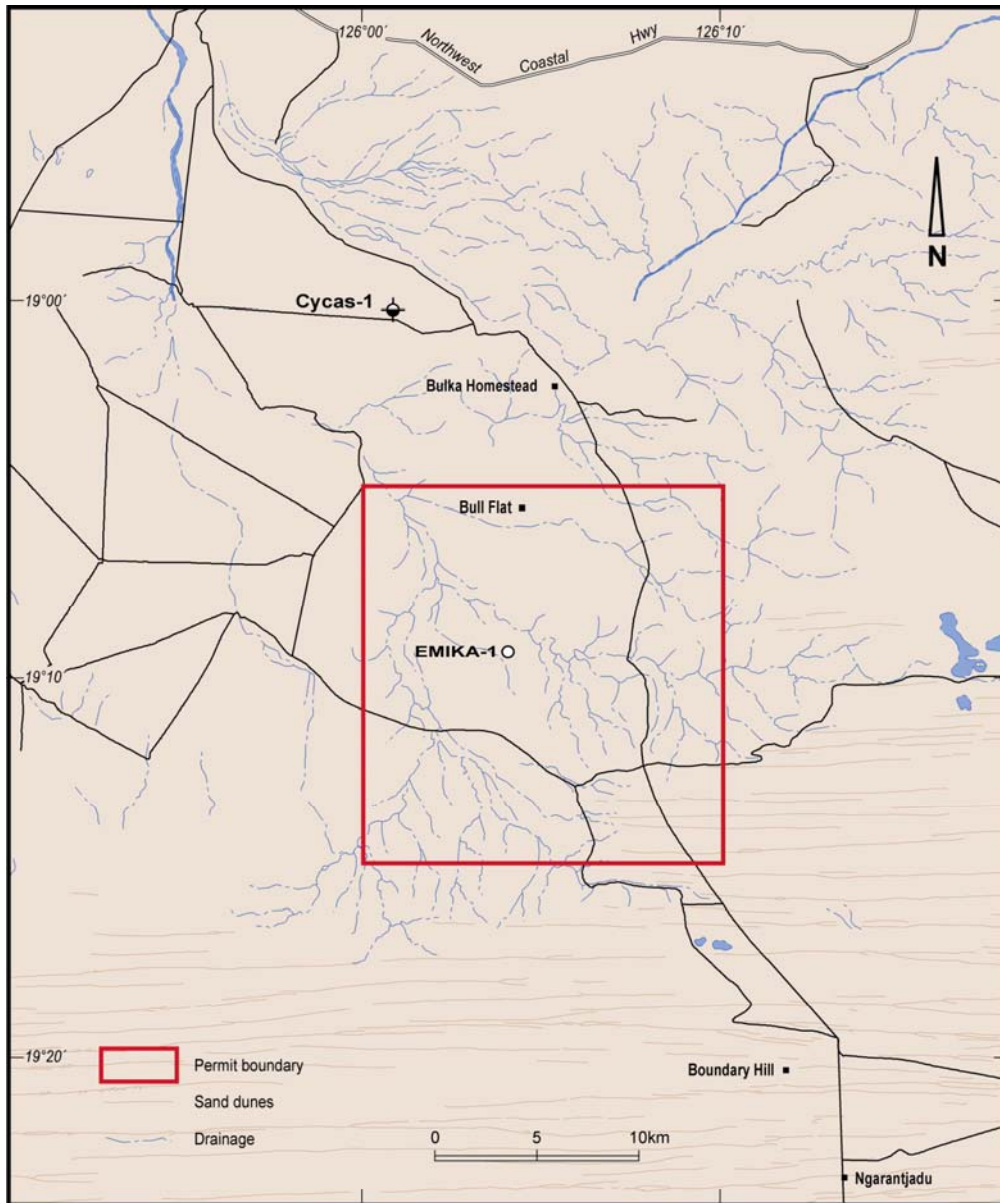 126°00´
126°10´
Northwest
Coastal
Hwy
N
19°00´
Cycas-1
Bulka Homestead
Bull Flat
EMIKA-1
19°10´
19°20´
Boundary Hill
Permit boundary
Sand dunes
Drainage
0 5 10km
Ngarantjadu